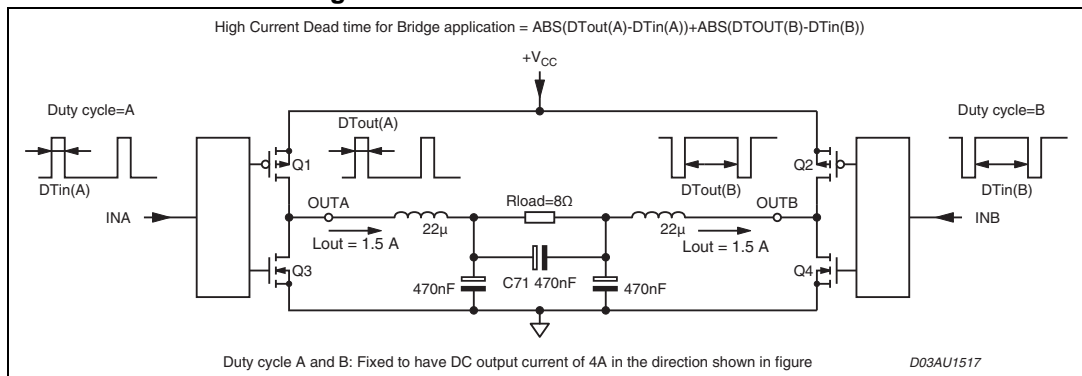 High Current Dead time for Bridge application = ABS(DTout(A)-DTin(A))+ABS(DTOUT(B)-DTin(B))
+VCC
Duty cycle=A
DTin(A)
INA
Q1
Q3
DTout(A)
OUTA
Lout = 1.5 A
22μ
470nF
Rload=8Ω
C71 470nF
470nF
DTout(B)
22μ
Lout = 1.5 A
OUTB
Q2
Q4
Duty cycle=B
DTin(B)
INB
Duty cycle A and B: Fixed to have DC output current of 4A in the direction shown in figure
D03AU1517